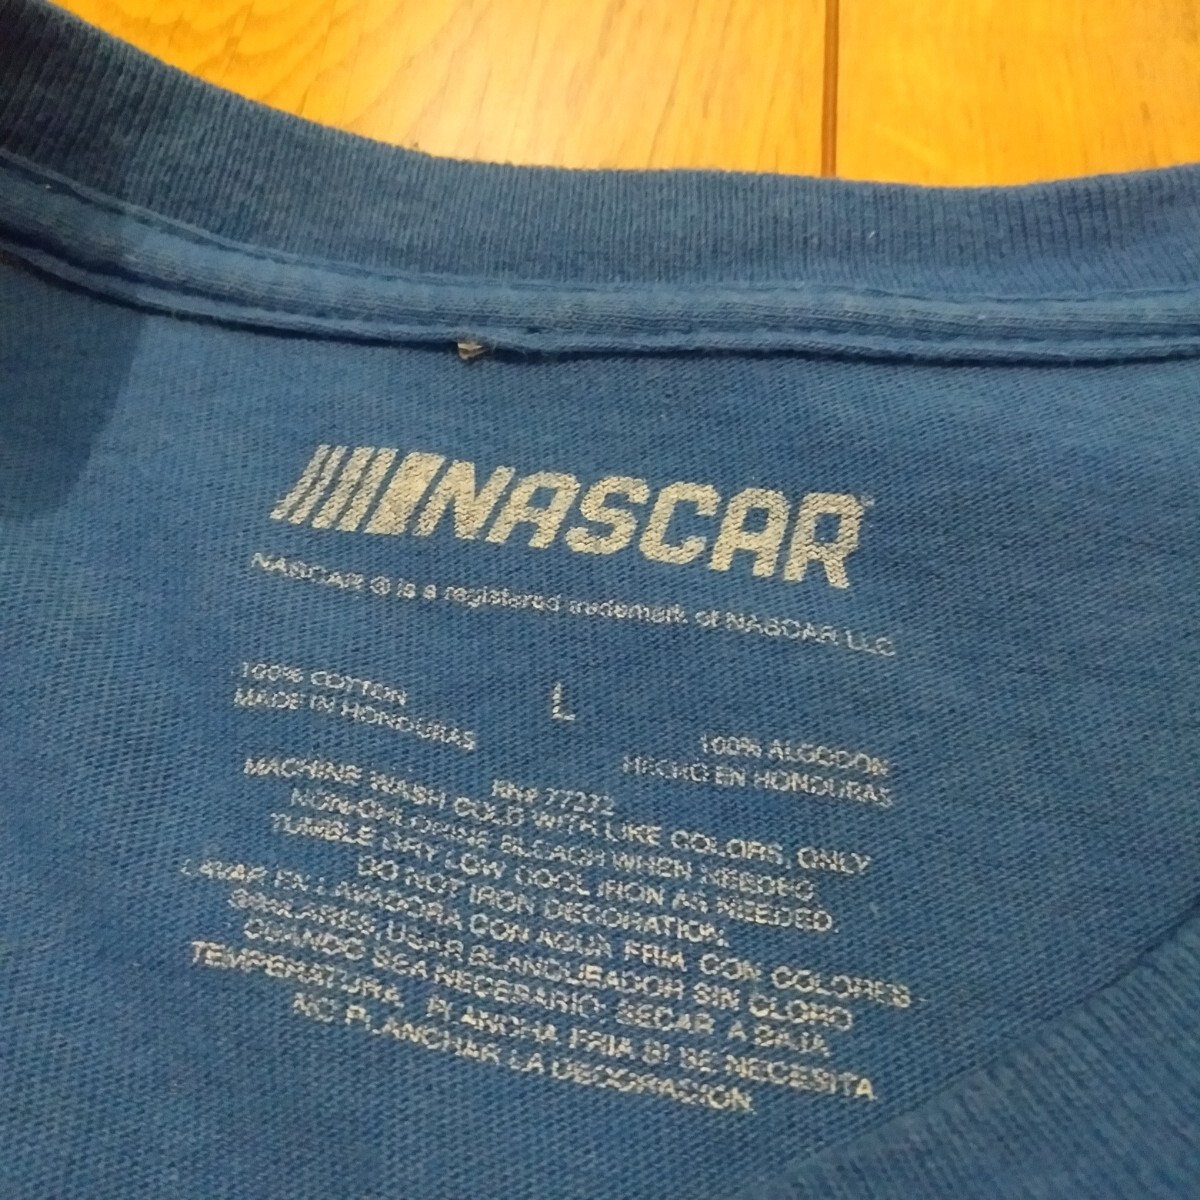 NASCAR
NASCAR ® is a registered trademark of NASCAR LLC
L
100% COTTON
MADE IN HONDURAS
100% ALGODON
HECHO EN HONDURAS
RN# 77272
MACHINE WASH COLD WITH LIKE COLORS, ONLY
NON-CHLORINE BLEACH WHEN NEEDED
TUMBLE DRY LOW COOL IRON AS NEEDED.
DO NOT IRON DECORATION.
LAVAR EN LAVADORA CON AGUA FRIA CON COLORES
USAR BLANQUEADOR SIN CLORO
CUANDO SEA NECESARIO. SECAR A BAJA
TEMPERATURA. PLANCHA FRIA SI SE NECESITA
NO PLANCHAR LA DECORACION.